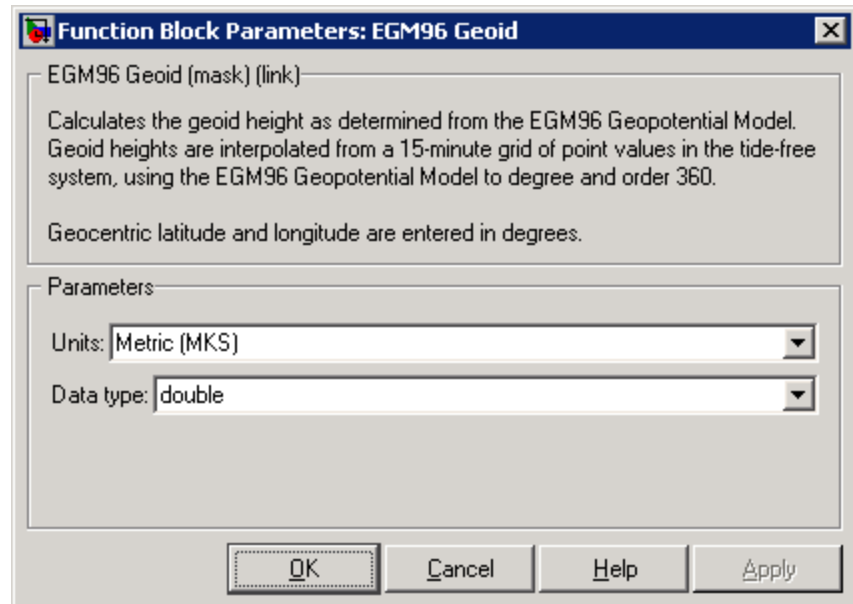 Function Block Parameters: EGM96 Geoid
EGM96 Geoid (mask) (link)
Calculates the geoid height as determined from the EGM96 Geopotential Model.
Geoid heights are interpolated from a 15-minute grid of point values in the tide-free
system, using the EGM96 Geopotential Model to degree and order 360.
Geocentric latitude and longitude are entered in degrees.
Parameters
Units: Metric (MKS)
Data type: double
OK Cancel Help Apply